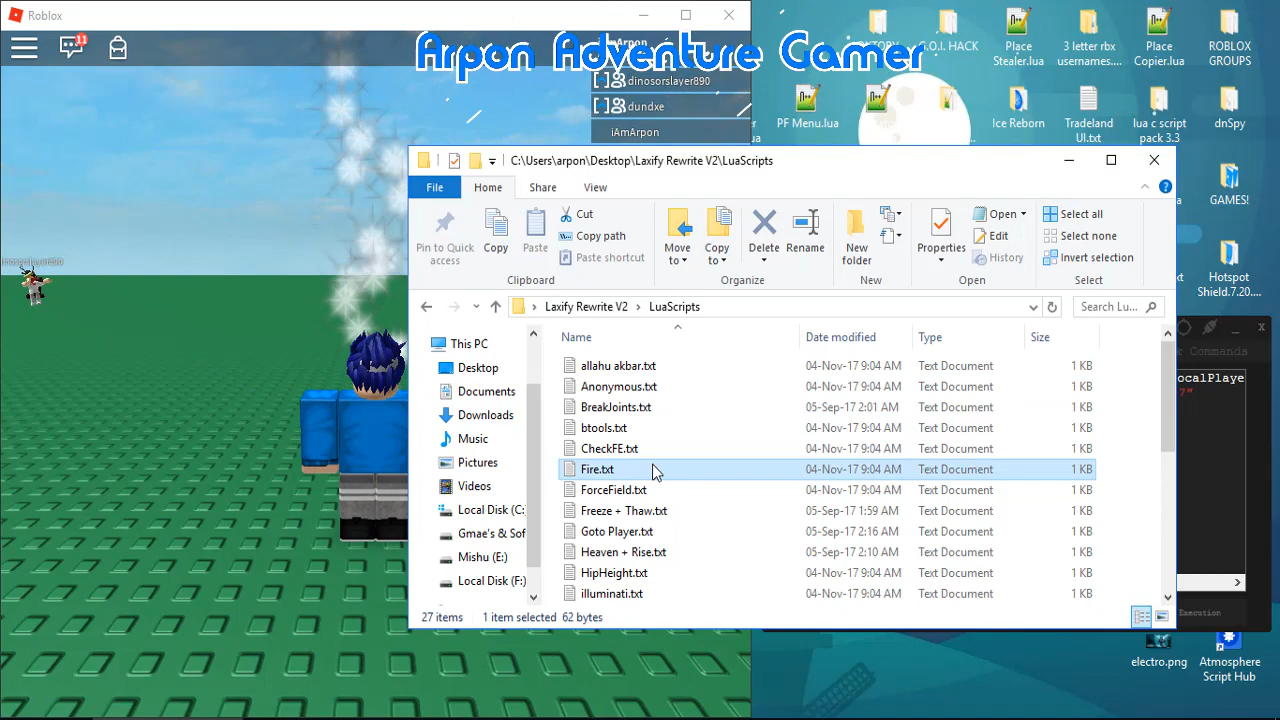 Roblox
11
Arpon Adventure Gamer
iAmArpon
dinosorslayer890
dundxe
iAmArpon
G.O.I. HACK
Place
Stealer.lua
3 letter rbx
usernames....
Place
Copier.lua
ROBLOX
GROUPS
PF Menu.lua
Ice Reborn
Tradeland
UI.txt
lua c script
pack 3.3
dnSpy
GAMES!
Hotspot
Shield.7.20....
C:\Users\arpon\Desktop\Laxify Rewrite V2\LuaScripts
File
Home
Share
View
Pin to Quick
access
Copy
Paste
Cut
Copy path
Paste shortcut
Clipboard
Move
to
Copy
to
Delete
Rename
Organize
New
folder
New
Properties
Open
Edit
History
Open
Select all
Select none
Invert selection
Select
Laxify Rewrite V2 > LuaScripts
Search Lu...
Name Date modified Type Size
This PC
Desktop
Documents
Downloads
Music
Pictures
Videos
Local Disk (C:
Gmae's & Sof
Mishu (E:)
Local Disk (F:)
allahu akbar.txt 04-Nov-17 9:04 AM Text Document 1 KB
Anonymous.txt 04-Nov-17 9:04 AM Text Document 1 KB
BreakJoints.txt 05-Sep-17 2:01 AM Text Document 1 KB
btools.txt 04-Nov-17 9:04 AM Text Document 1 KB
CheckFE.txt 04-Nov-17 9:04 AM Text Document 1 KB
Fire.txt 04-Nov-17 9:04 AM Text Document 1 KB
ForceField.txt 04-Nov-17 9:04 AM Text Document 1 KB
Freeze + Thaw.txt 05-Sep-17 1:59 AM Text Document 1 KB
Goto Player.txt 05-Sep-17 2:16 AM Text Document 1 KB
Heaven + Rise.txt 05-Sep-17 2:10 AM Text Document 1 KB
HipHeight.txt 04-Nov-17 9:04 AM Text Document 1 KB
illuminati.txt 04-Nov-17 9:04 AM Text Document 1 KB
27 items 1 item selected 62 bytes
Commands
ocalPlaye
7"
Execution
electro.png
Atmosphere
Script Hub